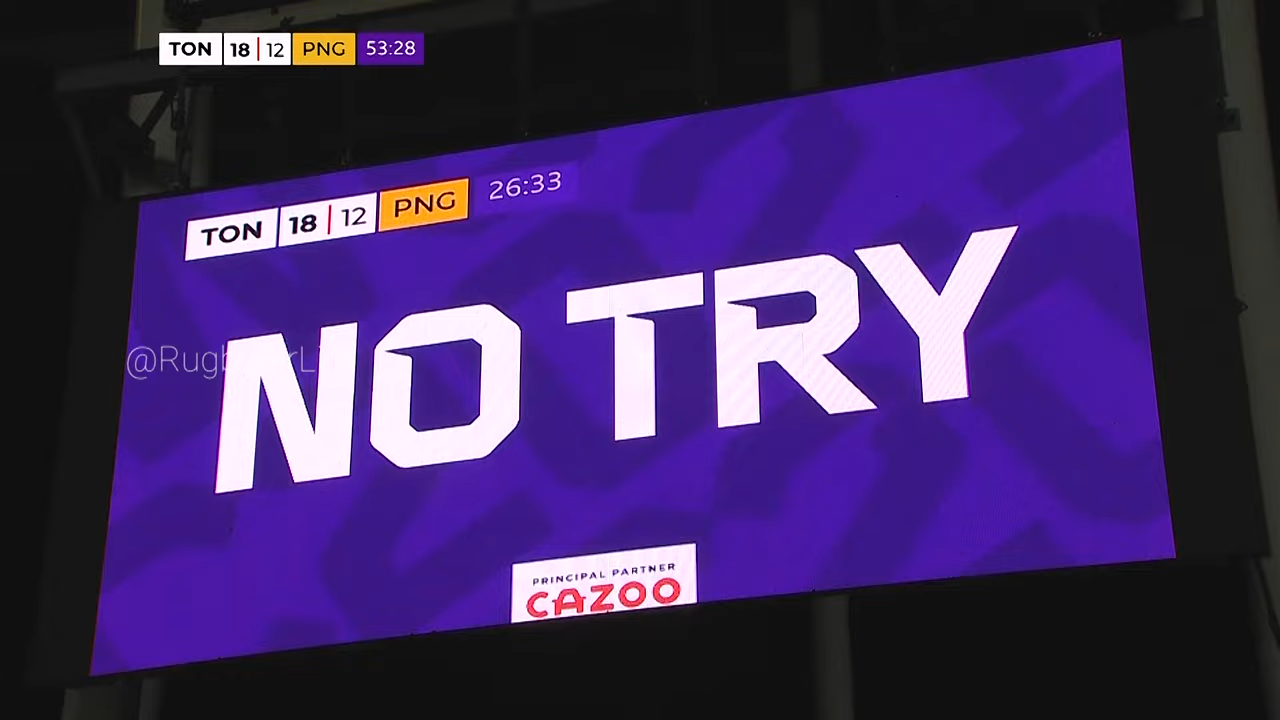 TON 18 12 PNG 53:28
TON 18 12 PNG 26:33
NO TRY
PRINCIPAL PARTNER
CAZOO